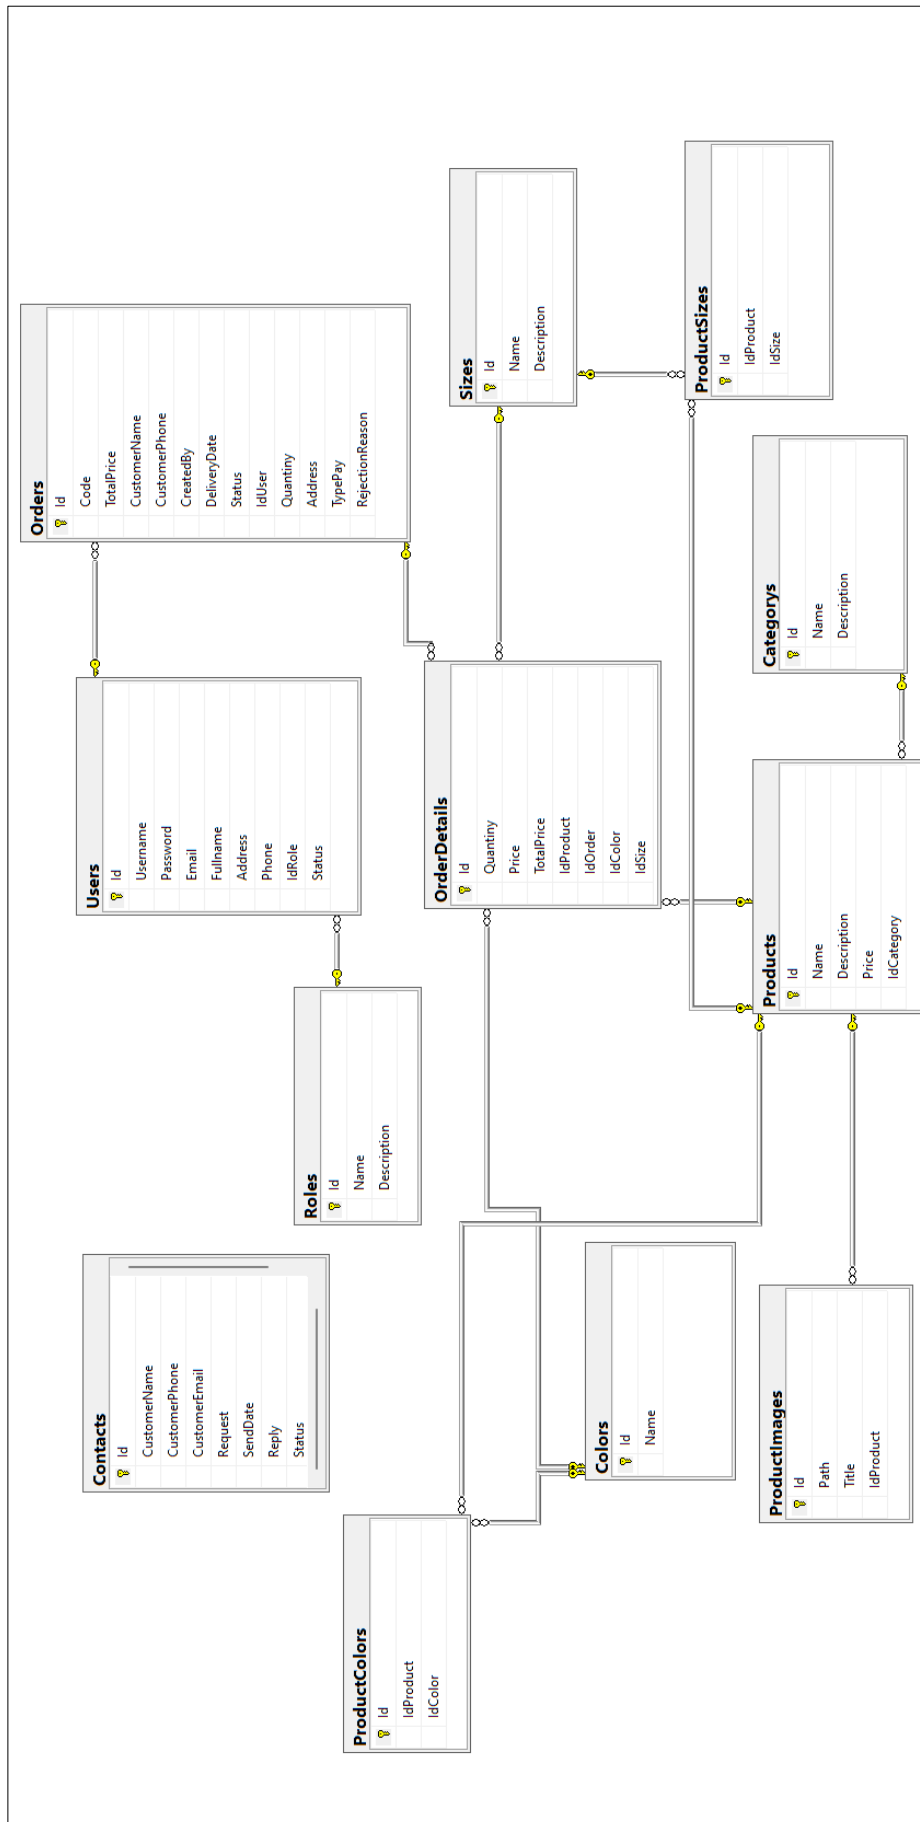 Contacts
Id
CustomerName
CustomerPhone
CustomerEmail
Request
SendDate
Reply
Status
Users
Id
Username
Password
Email
Fullname
Address
Phone
IdRole
Status
Orders
Id
Code
TotalPrice
CustomerName
CustomerPhone
CreatedBy
DeliveryDate
Status
IdUser
Quantiny
Address
TypePay
RejectionReason
Roles
Id
Name
Description
ProductColors
Id
IdProduct
IdColor
OrderDetails
Id
Quantiny
Price
TotalPrice
IdProduct
IdOrder
IdColor
IdSize
Sizes
Id
Name
Description
Colors
Id
Name
ProductSizes
Id
IdProduct
IdSize
ProductImages
Id
Path
Title
IdProduct
Products
Id
Name
Description
Price
IdCategory
Categorys
Id
Name
Description